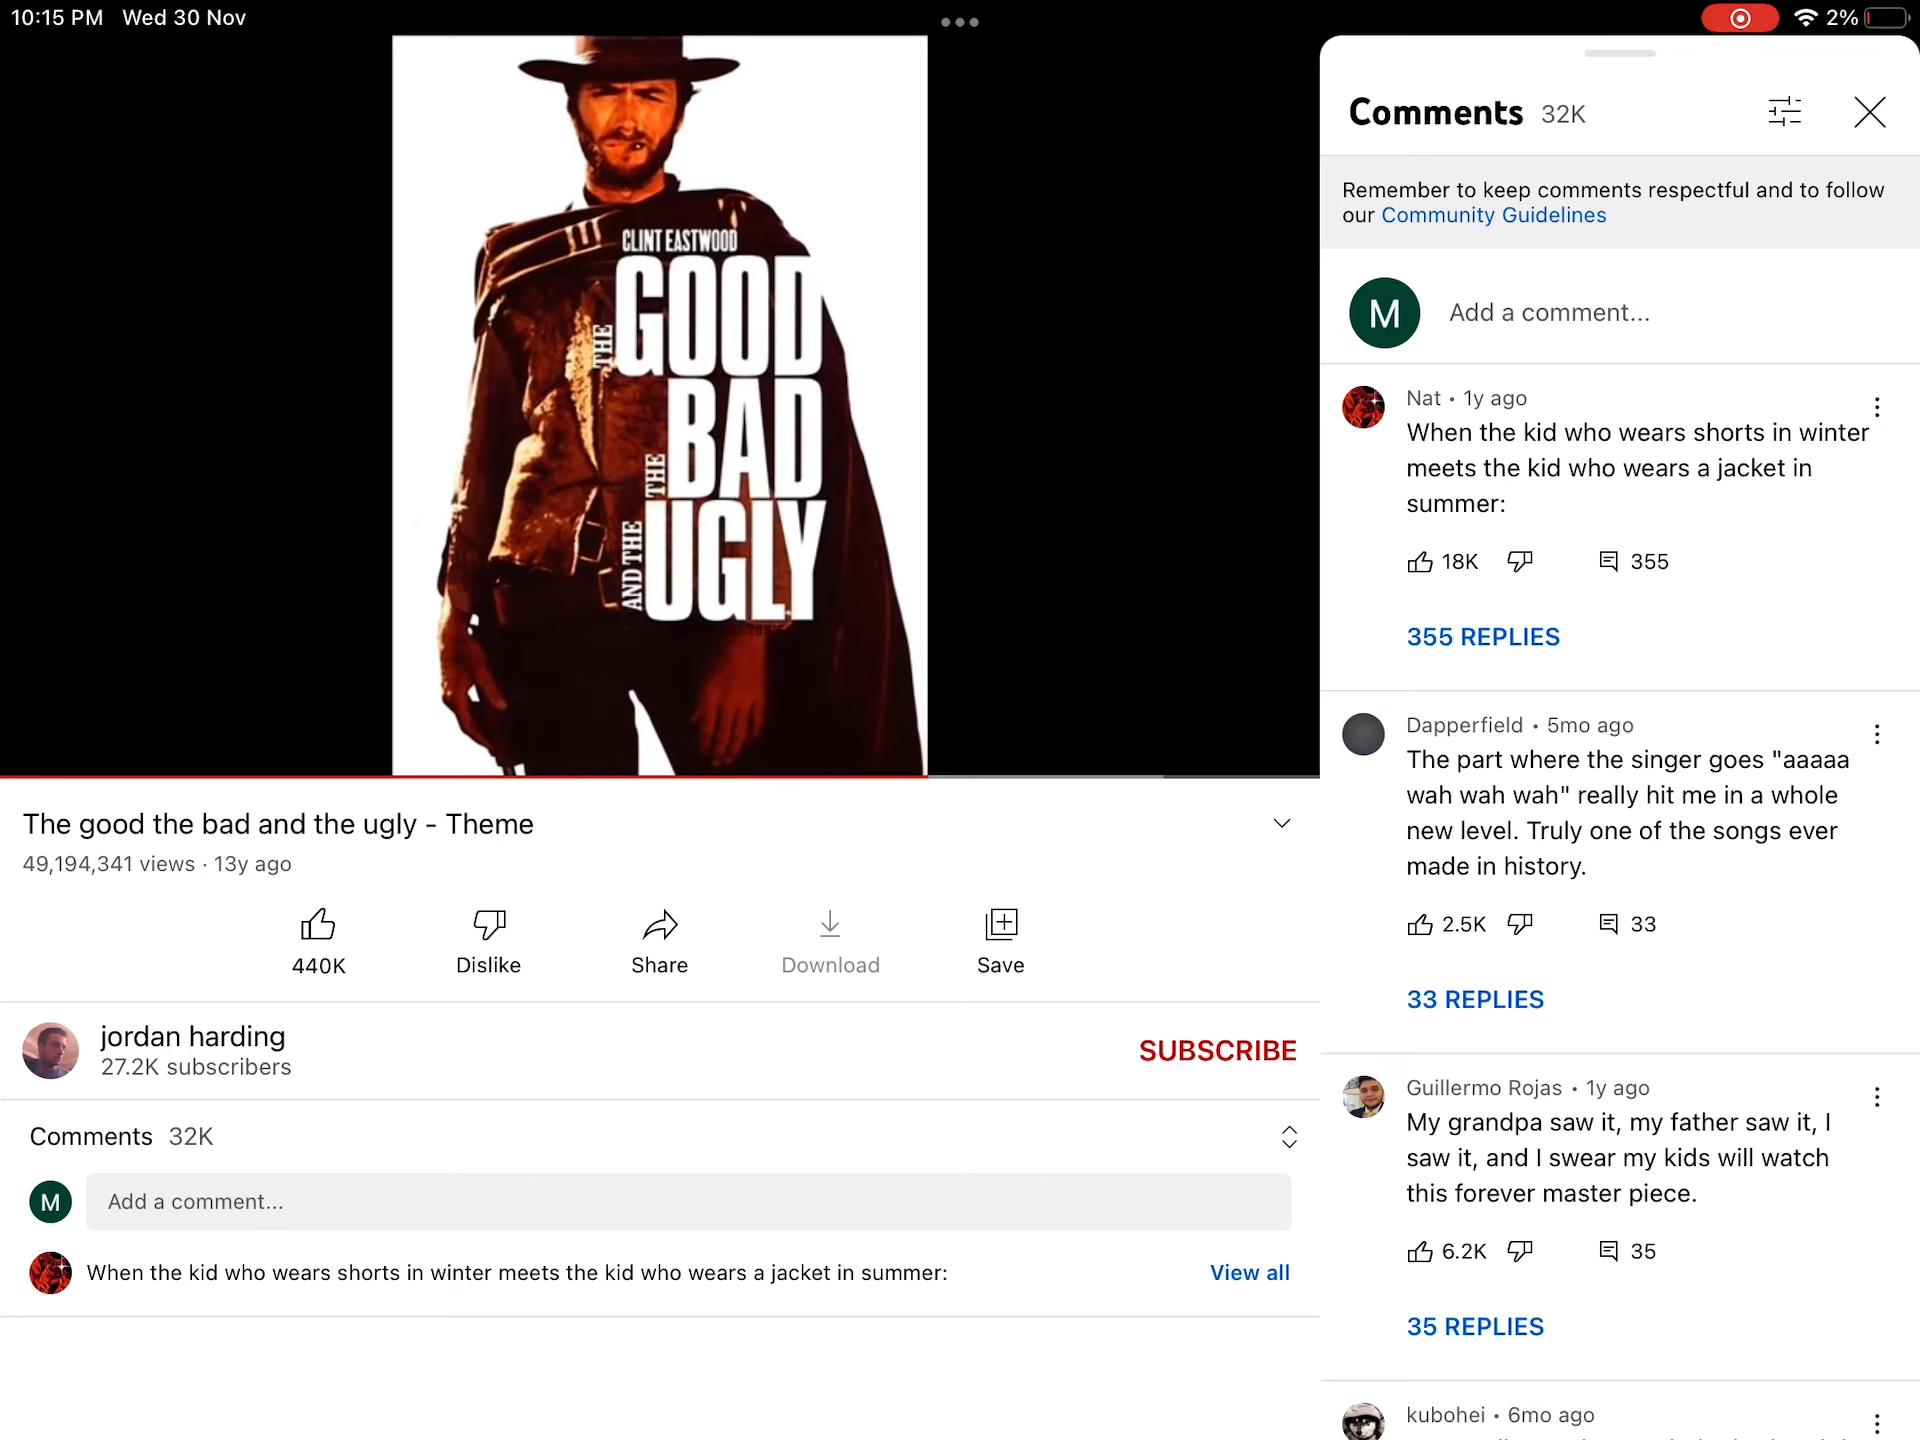 10:15 PM Wed 30 Nov
2%
CLINT EASTWOOD
THE GOOD
THE BAD
AND THE UGLY
The good the bad and the ugly - Theme
49,194,341 views · 13y ago
440K Dislike Share Download Save
jordan harding
27.2K subscribers
SUBSCRIBE
Comments 32K
M Add a comment...
When the kid who wears shorts in winter meets the kid who wears a jacket in summer:
View all
Comments 32K
Remember to keep comments respectful and to follow
our Community Guidelines
M Add a comment...
Nat • 1y ago
When the kid who wears shorts in winter
meets the kid who wears a jacket in
summer:
18K 355
355 REPLIES
Dapperfield • 5mo ago
The part where the singer goes "aaaaa
wah wah wah" really hit me in a whole
new level. Truly one of the songs ever
made in history.
2.5K 33
33 REPLIES
Guillermo Rojas • 1y ago
My grandpa saw it, my father saw it, I
saw it, and I swear my kids will watch
this forever master piece.
6.2K 35
35 REPLIES
kubohei • 6mo ago